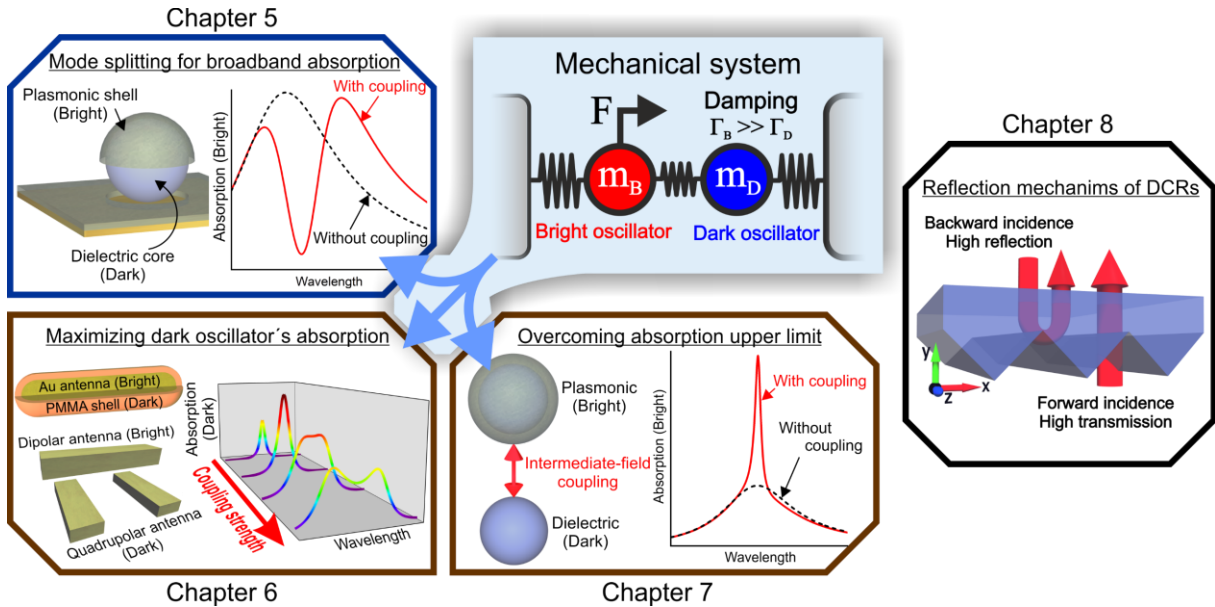 Chapter 5
Mode splitting for broadband absorption
Plasmonic shell
(Bright)
Dielectric core
(Dark)
Absorption (Bright)
With coupling
Without coupling
Wavelength
Mechanical system
F
Damping
Γ_B >> Γ_D
m_B
m_D
Bright oscillator
Dark oscillator
Chapter 8
Reflection mechanims of DCRs
Backward incidence
High reflection
y
x
z
Forward incidence
High transmission
Maximizing dark oscillator´s absorption
Au antenna (Bright)
PMMA shell (Dark)
Dipolar antenna (Bright)
Quadrupolar antenna
(Dark)
Absorption
(Dark)
Coupling strength
Wavelength
Chapter 6
Overcoming absorption upper limit
Plasmonic
(Bright)
Intermediate-field
coupling
Dielectric
(Dark)
Absorption (Bright)
With coupling
Without
coupling
Wavelength
Chapter 7